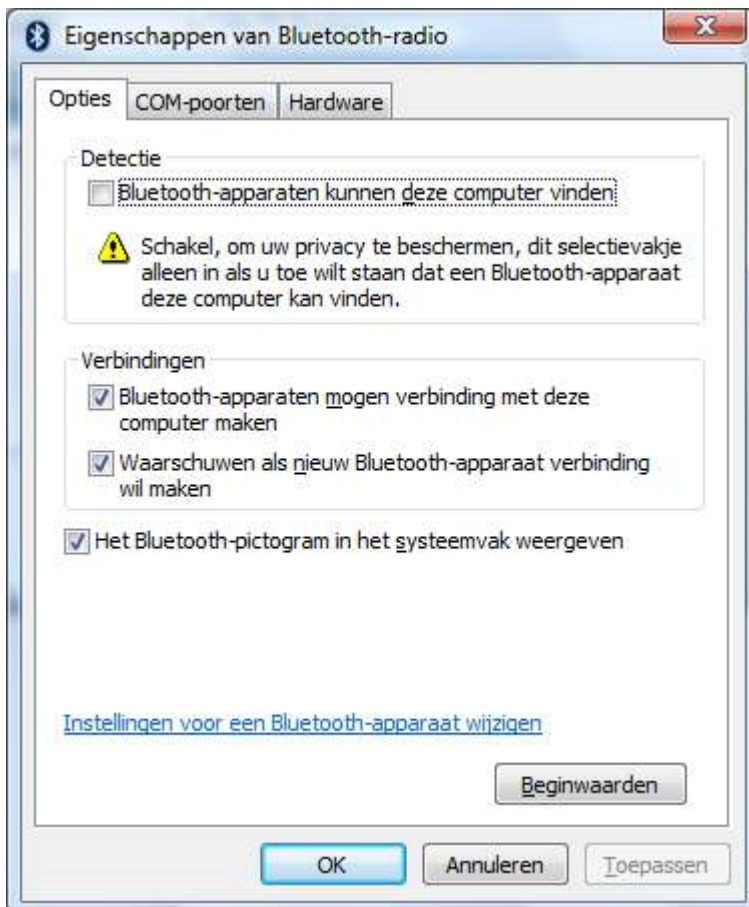 Eigenschappen van Bluetooth-radio
Opties
COM-poorten
Hardware
Detectie
Bluetooth-apparaten kunnen deze computer vinden
Schakel, om uw privacy te beschermen, dit selectievakje
alleen in als u toe wilt staan dat een Bluetooth-apparaat
deze computer kan vinden.
Verbindingen
Bluetooth-apparaten mogen verbinding met deze
computer maken
Waarschuwen als nieuw Bluetooth-apparaat verbinding
wil maken
Het Bluetooth-pictogram in het systeemvak weergeven
Instellingen voor een Bluetooth-apparaat wijzigen
Beginwaarden
OK
Annuleren
Toepassen